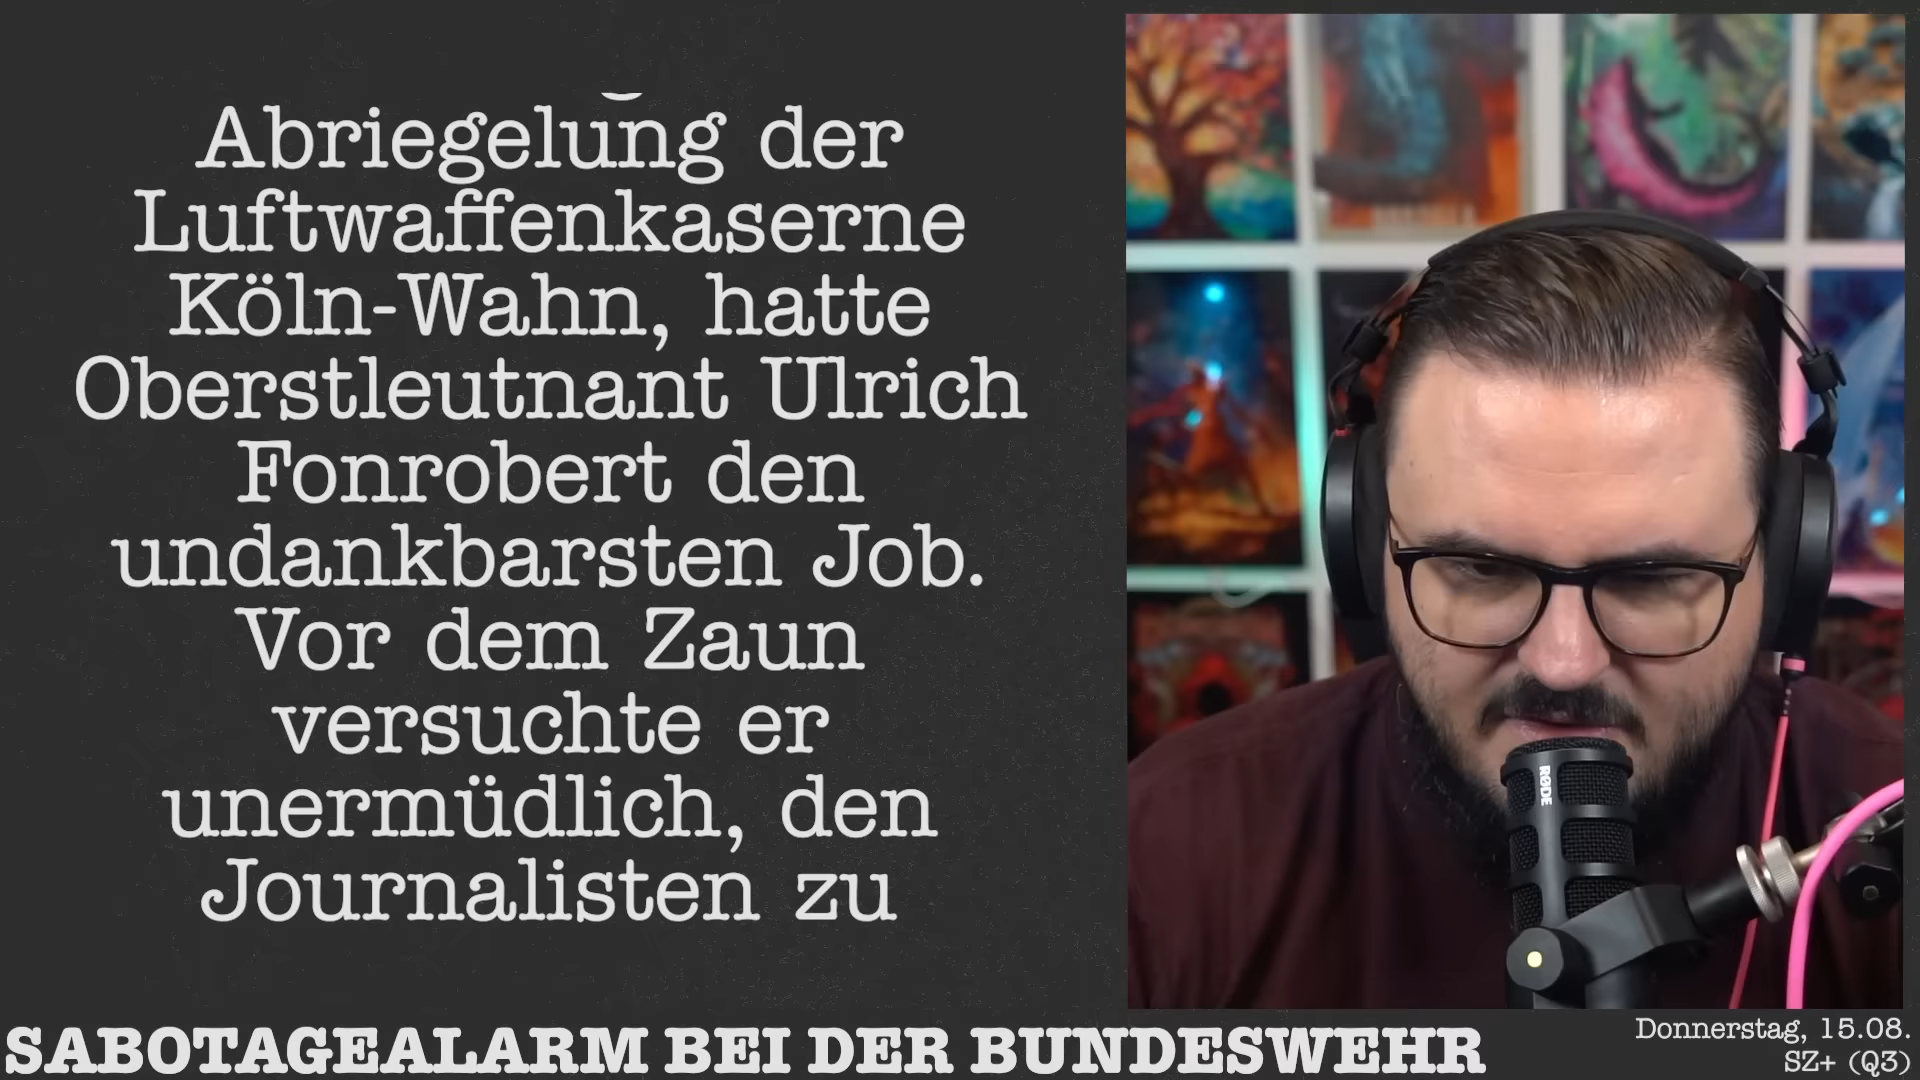 Abriegelung der
Luftwaffenkaserne
Köln-Wahn, hatte
Oberstleutnant Ulrich
Fonrobert den
undankbarsten Job.
Vor dem Zaun
versuchte er
unermüdlich, den
Journalisten zu
RØDE
SABOTAGEALARM BEI DER BUNDESWEHR
Donnerstag, 15.08.
SZ+ (Q3)